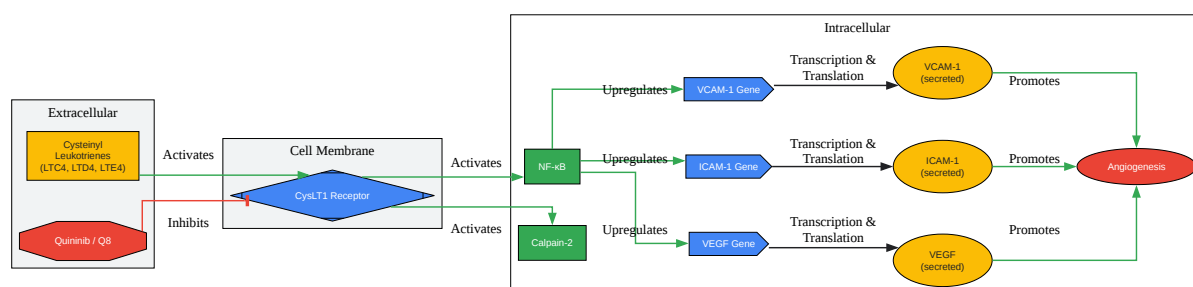 Intracellular
Extracellular
Cysteinyl
Leukotrienes
(LTC4, LTD4, LTE4)
Quininib / Q8
Activates
Inhibits
Cell Membrane
CysLT1 Receptor
Activates
Activates
NF-κB
Calpain-2
Upregulates
Upregulates
Upregulates
VCAM-1 Gene
ICAM-1 Gene
VEGF Gene
Transcription &
Translation
Transcription &
Translation
Transcription &
Translation
VCAM-1
(secreted)
ICAM-1
(secreted)
VEGF
(secreted)
Promotes
Promotes
Promotes
Angiogenesis